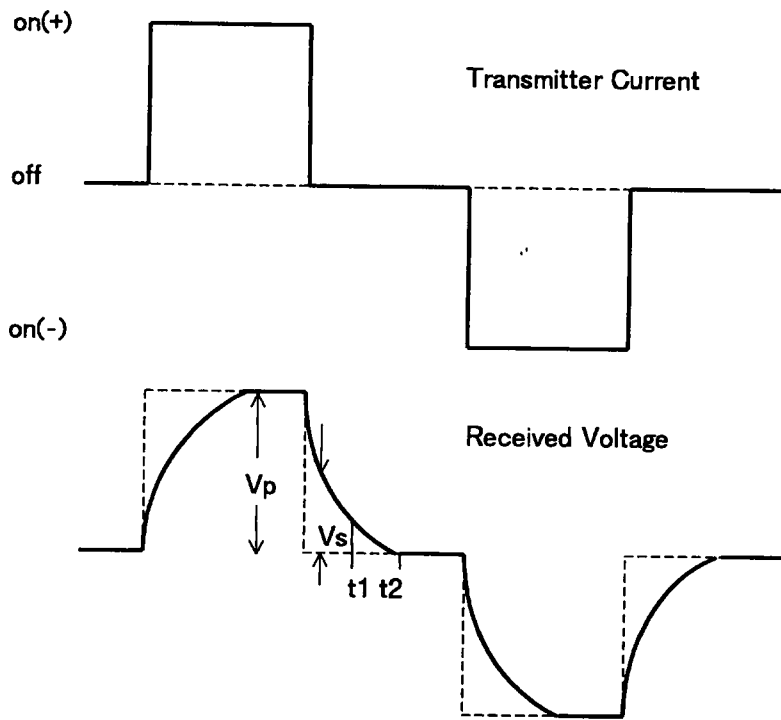 on(+)
Transmitter Current
off
on(-)
Received Voltage
Vp
Vs
t1 t2